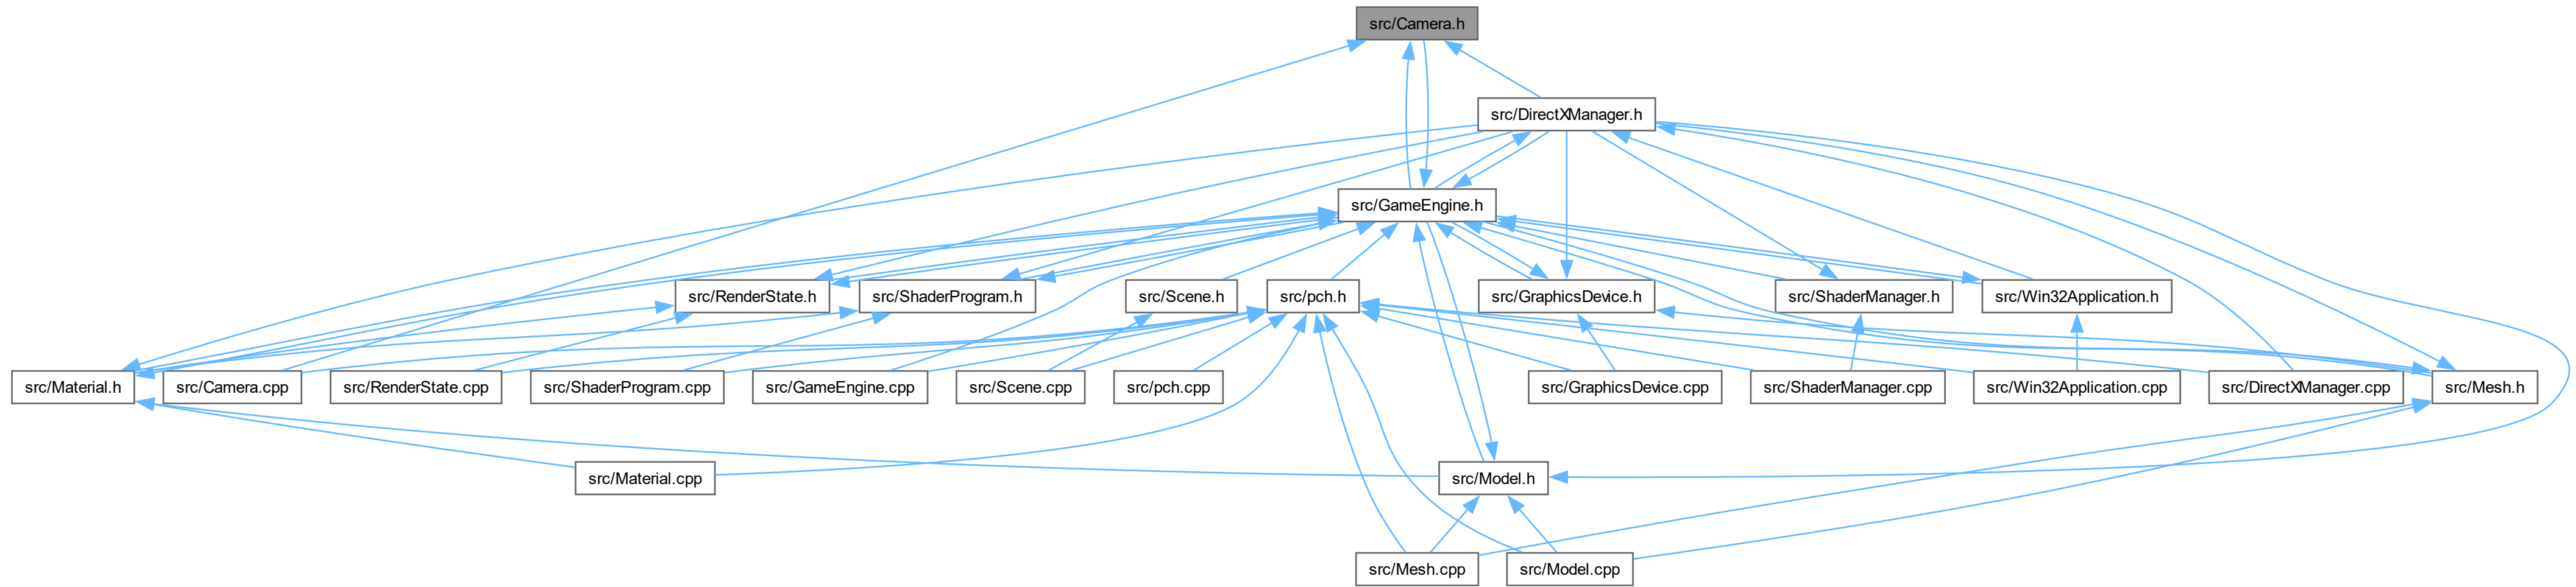 src/Camera.h
src/DirectXManager.h
src/GameEngine.h
src/RenderState.h
src/ShaderProgram.h
src/Scene.h
src/pch.h
src/GraphicsDevice.h
src/ShaderManager.h
src/Win32Application.h
src/Material.h
src/Camera.cpp
src/RenderState.cpp
src/ShaderProgram.cpp
src/GameEngine.cpp
src/Scene.cpp
src/pch.cpp
src/GraphicsDevice.cpp
src/ShaderManager.cpp
src/Win32Application.cpp
src/DirectXManager.cpp
src/Mesh.h
src/Material.cpp
src/Model.h
src/Mesh.cpp
src/Model.cpp